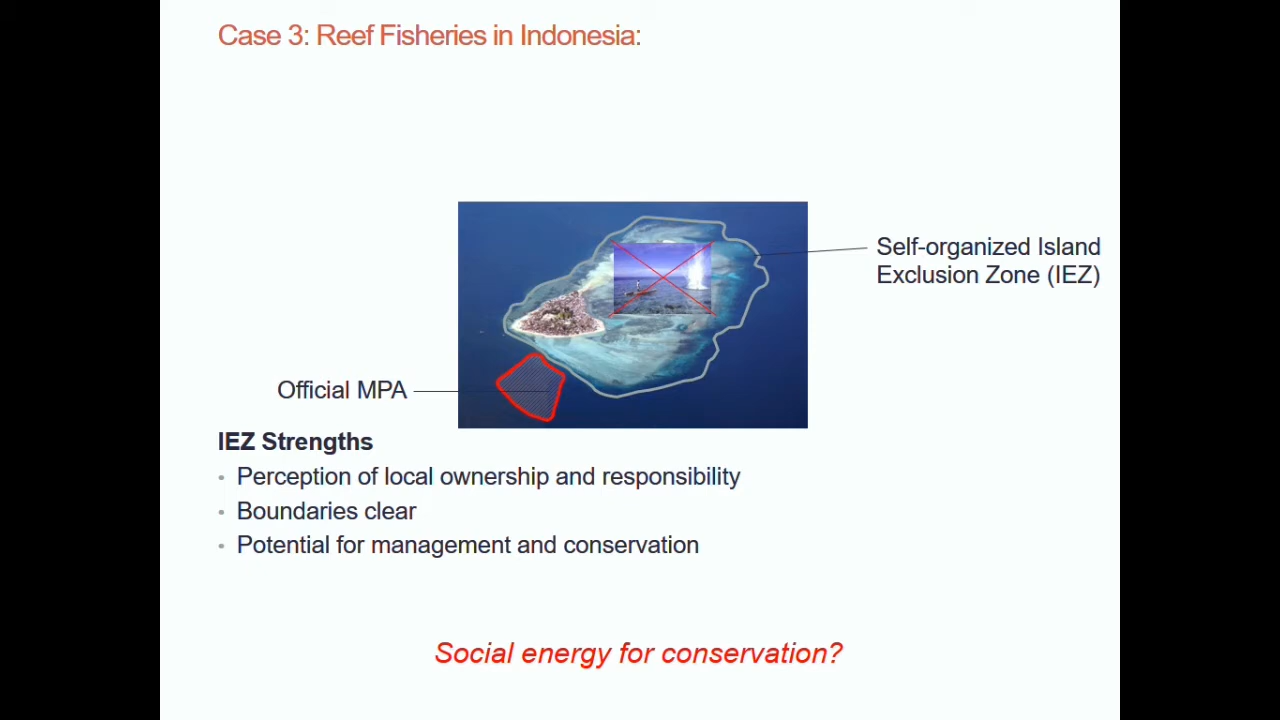 Case 3: Reef Fisheries in Indonesia:
Self-organized Island
Exclusion Zone (IEZ)
Official MPA
IEZ Strengths
• Perception of local ownership and responsibility
• Boundaries clear
• Potential for management and conservation
Social energy for conservation?